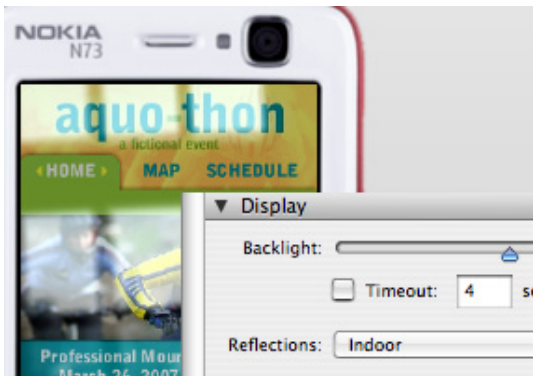 NOKIA
N73
aquo-thon
a fictional event
HOME MAP SCHEDULE
Display
Backlight:
Timeout: 4
Reflections: Indoor
Professional
March 26, 2007